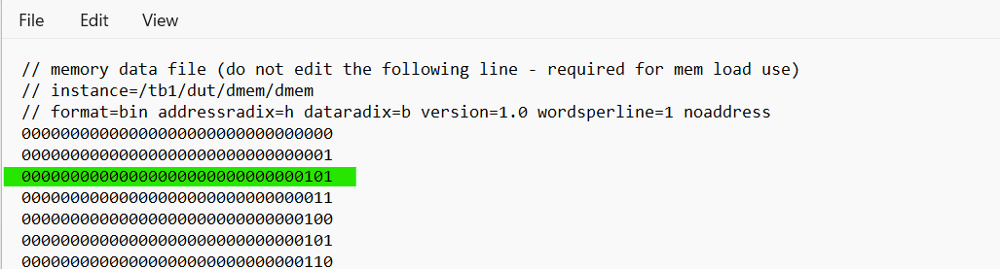 File Edit View
// memory data file (do not edit the following line - required for mem load use)
// instance=/tb1/dut/dmem/dmem
// format=bin addressradix=h dataradix=b version=1.0 wordsperline=1 noaddress
00000000000000000000000000000000
00000000000000000000000000000001
00000000000000000000000000000101
00000000000000000000000000000011
00000000000000000000000000000100
00000000000000000000000000000101
00000000000000000000000000000110